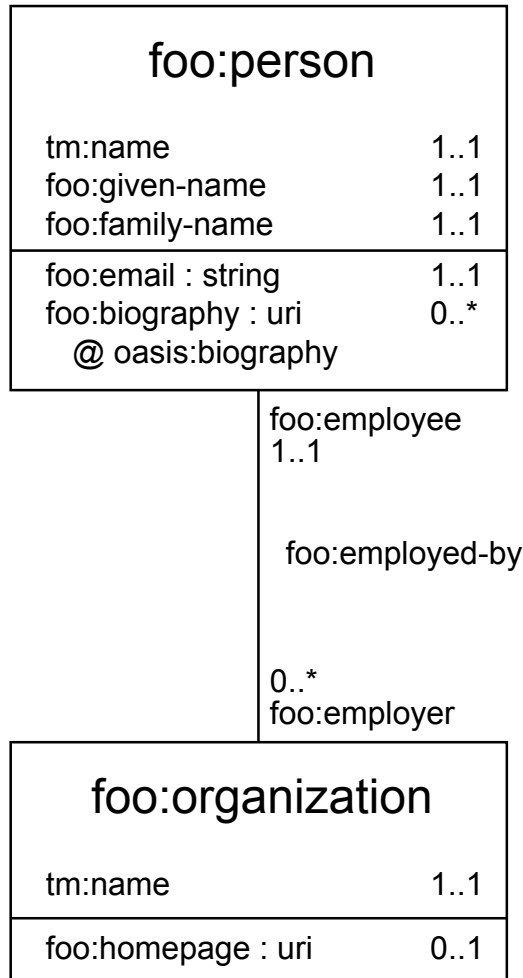 foo:person
tm:name 1..1
foo:given-name 1..1
foo:family-name 1..1
foo:email : string 1..1
foo:biography : uri 0..*
@ oasis:biography
foo:employee
1..1
foo:employed-by
0..*
foo:employer
foo:organization
tm:name 1..1
foo:homepage : uri 0..1